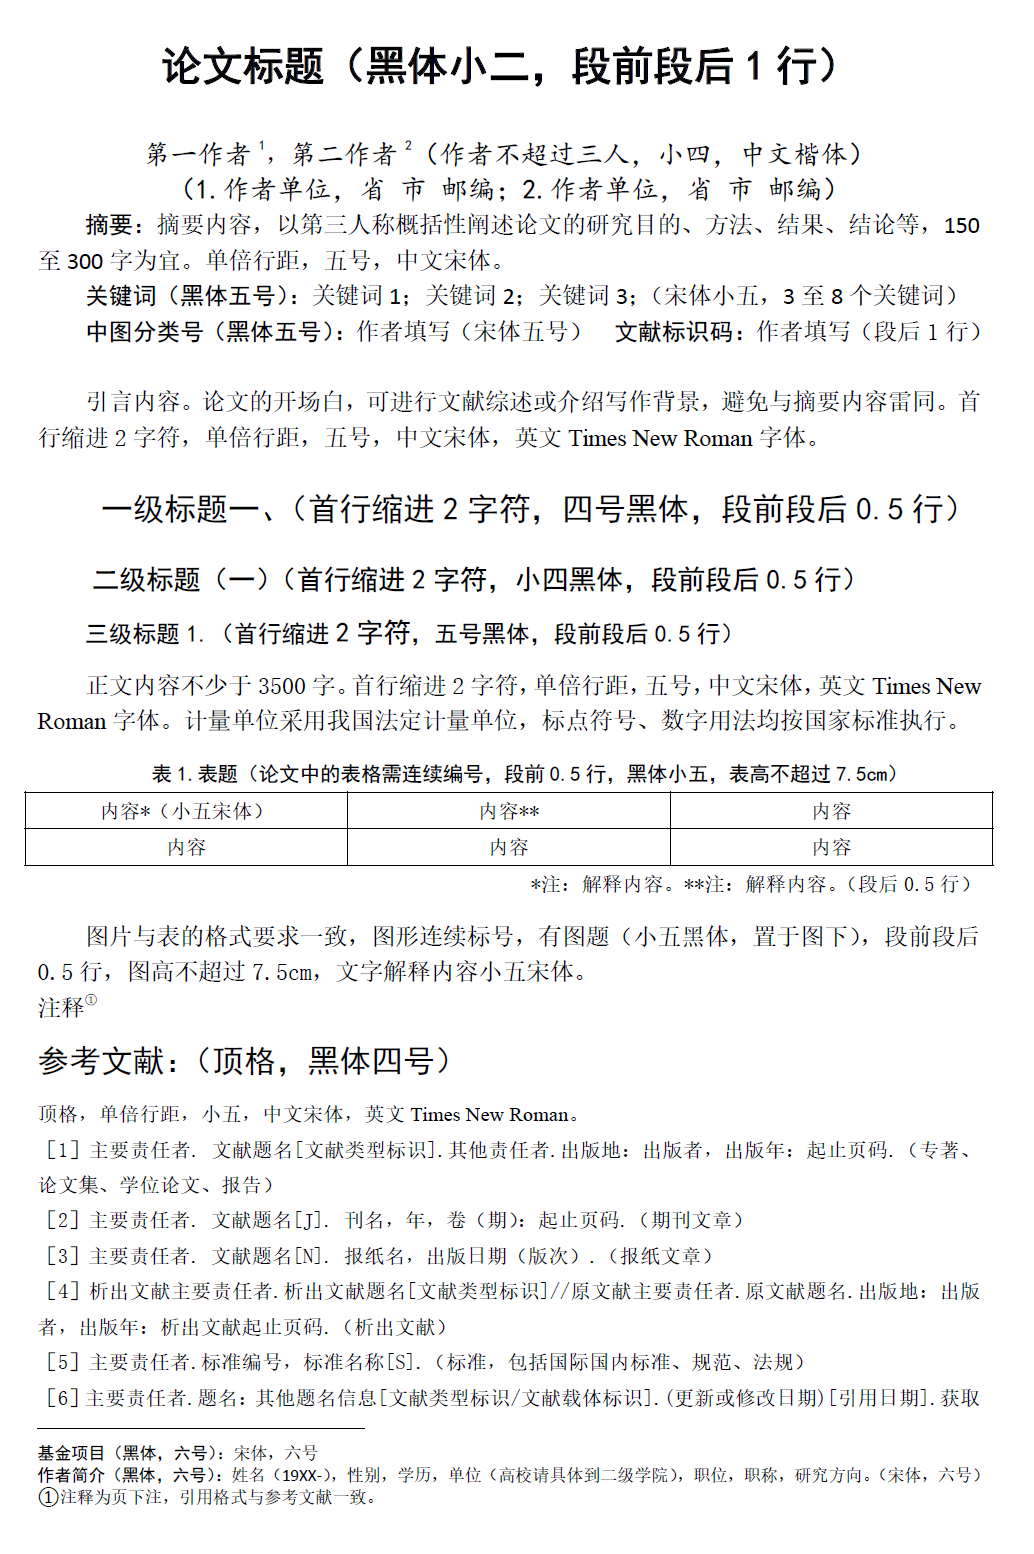 论文标题（黑体小二，段前段后 1 行）
第一作者 1，第二作者 2（作者不超过三人，小四，中文楷体）
（1.作者单位，省 市 邮编；2.作者单位，省 市 邮编）
摘要：摘要内容，以第三人称概括性阐述论文的研究目的、方法、结果、结论等，150
至 300 字为宜。单倍行距，五号，中文宋体。
关键词（黑体五号）：关键词 1；关键词 2；关键词 3；（宋体小五，3 至 8 个关键词）
中图分类号（黑体五号）：作者填写（宋体五号） 文献标识码：作者填写（段后 1 行）
引言内容。论文的开场白，可进行文献综述或介绍写作背景，避免与摘要内容雷同。首
行缩进 2 字符，单倍行距，五号，中文宋体，英文 Times New Roman 字体。
一级标题一、（首行缩进 2 字符，四号黑体，段前段后 0.5 行）
二级标题（一）（首行缩进 2 字符，小四黑体，段前段后 0.5 行）
三级标题 1.（首行缩进 2 字符，五号黑体，段前段后 0.5 行）
正文内容不少于 3500 字。首行缩进 2 字符，单倍行距，五号，中文宋体，英文 Times New
Roman 字体。计量单位采用我国法定计量单位，标点符号、数字用法均按国家标准执行。
表 1.表题（论文中的表格需连续编号，段前 0.5 行，黑体小五，表高不超过 7.5cm）
内容*（小五宋体） 内容** 内容
内容 内容 内容
*注：解释内容。**注：解释内容。（段后 0.5 行）
图片与表的格式要求一致，图形连续标号，有图题（小五黑体，置于图下），段前段后
0.5 行，图高不超过 7.5cm，文字解释内容小五宋体。
注释①
参考文献：（顶格，黑体四号）
顶格，单倍行距，小五，中文宋体，英文 Times New Roman。
［1］主要责任者. 文献题名[文献类型标识].其他责任者.出版地：出版者，出版年：起止页码.（专著、
论文集、学位论文、报告）
［2］主要责任者. 文献题名[J]. 刊名，年，卷（期）：起止页码.（期刊文章）
［3］主要责任者. 文献题名[N]. 报纸名，出版日期（版次）.（报纸文章）
［4］析出文献主要责任者.析出文献题名[文献类型标识]//原文献主要责任者.原文献题名.出版地：出版
者，出版年：析出文献起止页码.（析出文献）
［5］主要责任者.标准编号，标准名称[S].（标准，包括国际国内标准、规范、法规）
［6］主要责任者.题名：其他题名信息[文献类型标识/文献载体标识].(更新或修改日期)[引用日期].获取
基金项目（黑体，六号）：宋体，六号
作者简介（黑体，六号）：姓名（19XX-），性别，学历，单位（高校请具体到二级学院），职位，职称，研究方向。（宋体，六号）
①注释为页下注，引用格式与参考文献一致。